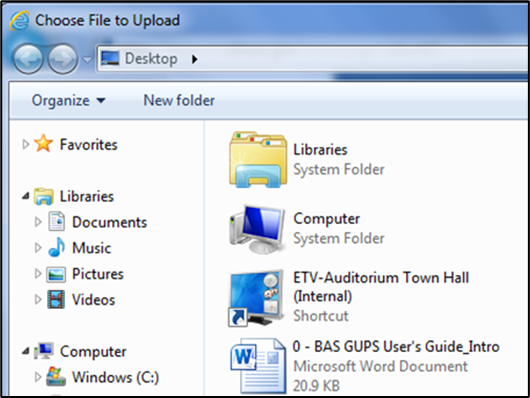 Choose File to Upload
Desktop
Organize
New folder
Favorites
Libraries
Documents
Music
Pictures
Videos
Computer
Windows (C:)
Libraries
System Folder
Computer
System Folder
ETV-Auditorium Town Hall
(Internal)
Shortcut
0 - BAS GUPS User's Guide_Intro
Microsoft Word Document
20.9 KB